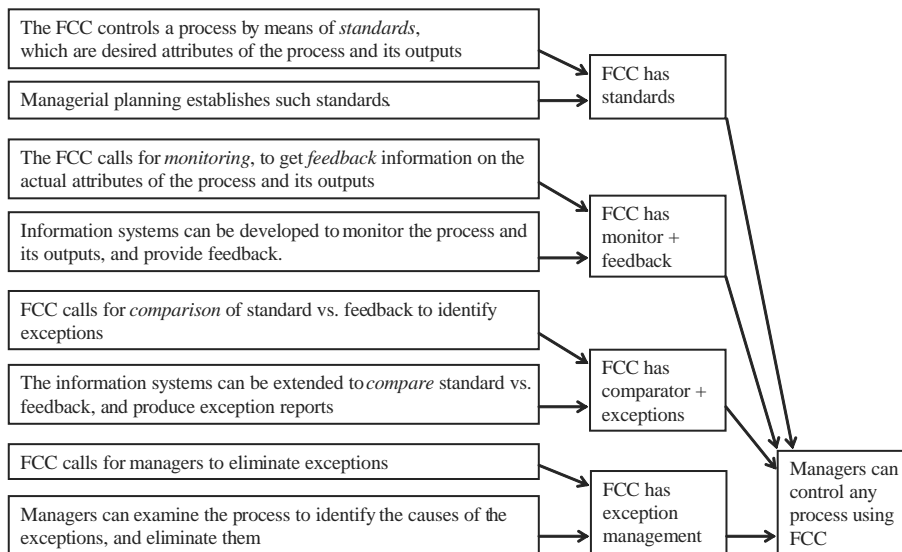 The FCC controls a process by means of standards,
which are desired attributes of the process and its outputs
Managerial planning establishes such standards.
FCC has
standards
The FCC calls for monitoring, to get feedback information on the
actual attributes of the process and its outputs
Information systems can be developed to monitor the process and
its outputs, and provide feedback.
FCC has
monitor +
feedback
FCC calls for comparison of standard vs. feedback to identify
exceptions
The information systems can be extended to compare standard vs.
feedback, and produce exception reports
FCC has
comparator +
exceptions
FCC calls for managers to eliminate exceptions
Managers can examine the process to identify the causes of the
exceptions, and eliminate them
FCC has
exception
management
Managers can
control any
process using
FCC